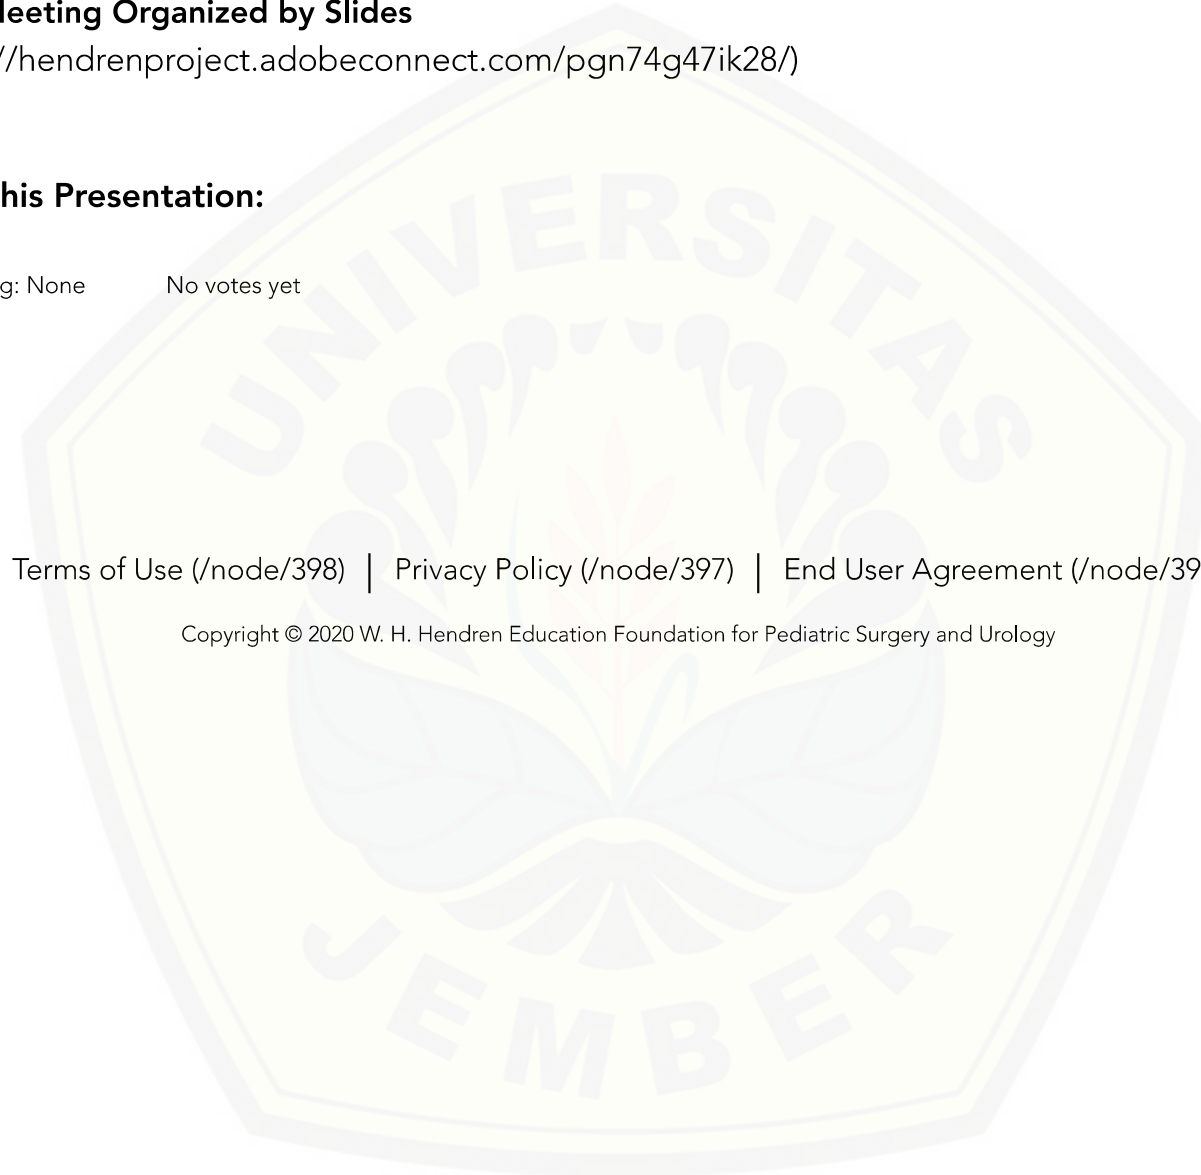 leeting Organized by Slides
//hendrenproject.adobeconnect.com/pgn74g47ik28/)
his Presentation:
g: None No votes yet
UNIVERSITAS
Terms of Use (/node/398) | Privacy Policy (/node/397) | End User Agreement (/node/39
Copyright © 2020 W. H. Hendren Education Foundation for Pediatric Surgery and Urology
JEMBER